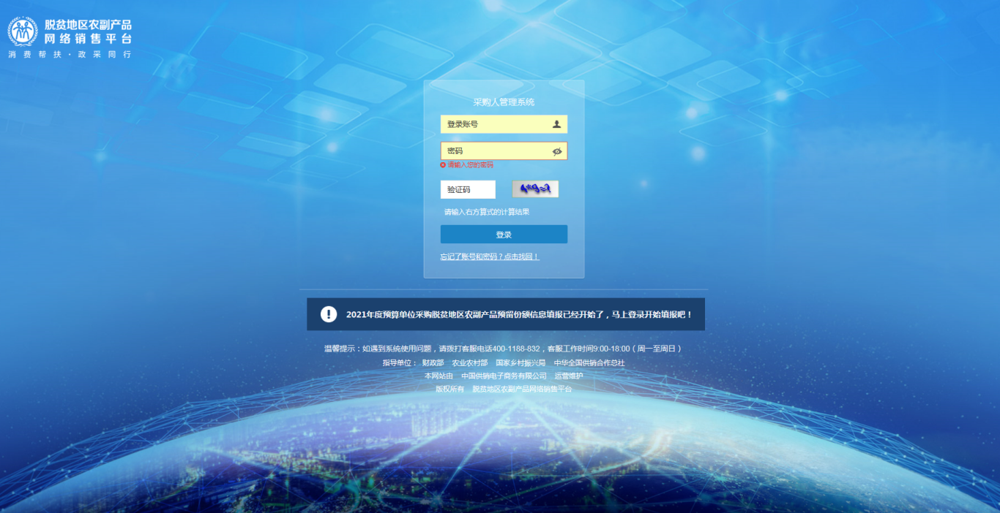 脱贫地区农副产品
网络销售平台
消费帮扶·政采同行
采购人管理系统
登录账号
密码
请输入您的密码
验证码
请输入右方算式的计算结果
登录
忘记了账号和密码？点击找回！
2021年度预算单位采购脱贫地区农副产品预留份额信息填报已经开始了，马上登录开始填报吧！
温馨提示：如遇到系统使用问题，请拨打客服电话400-1188-832，客服工作时间9:00-18:00（周一至周日）
指导单位： 财政部 农业农村部 国家乡村振兴局 中华全国供销合作总社
本网站由 中国供销电子商务有限公司 运营维护
版权所有 脱贫地区农副产品网络销售平台